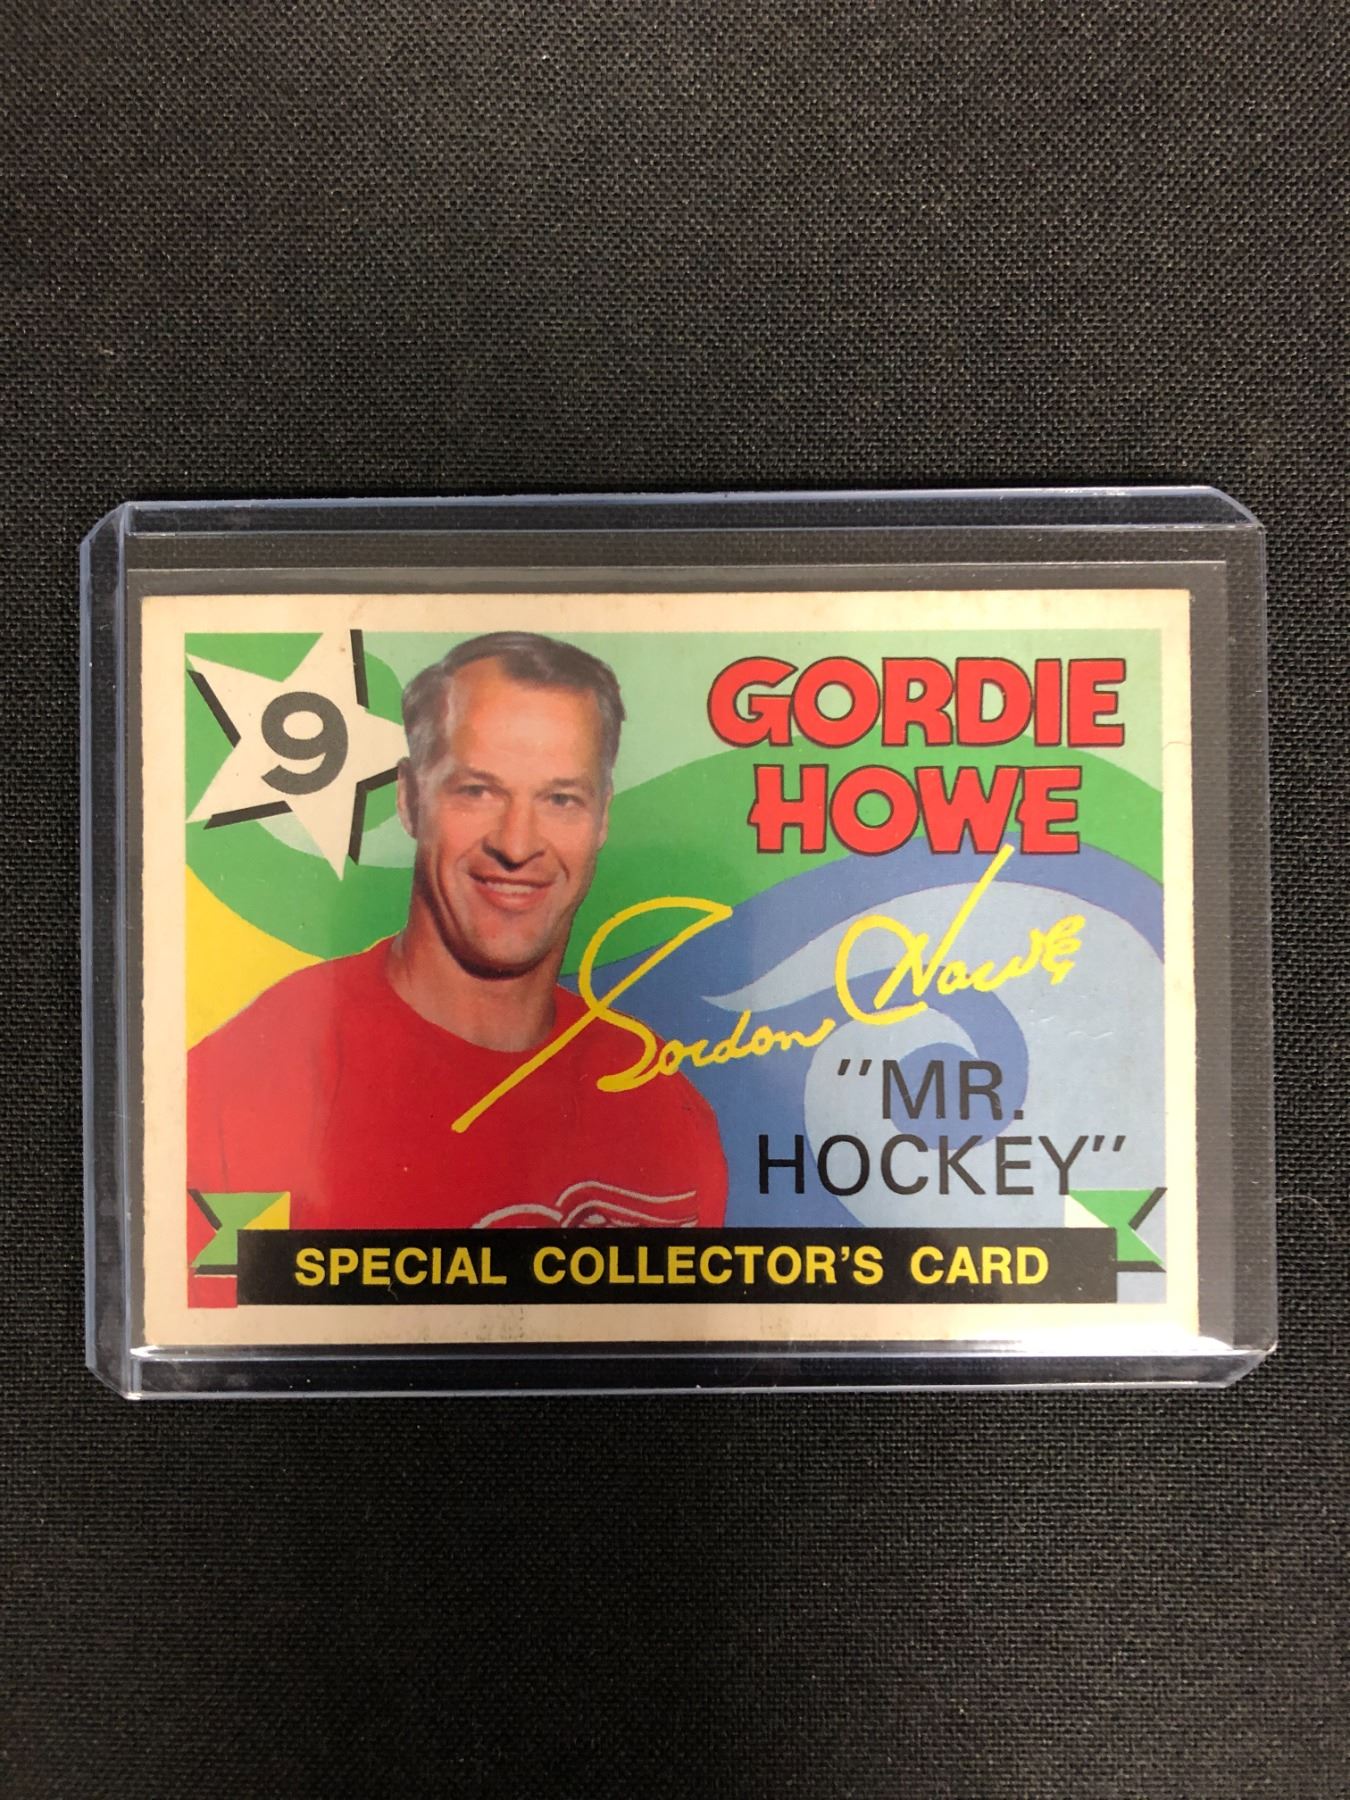 9
GORDIE
HOWE
Gordon Howe
"MR.
HOCKEY"
SPECIAL COLLECTOR'S CARD